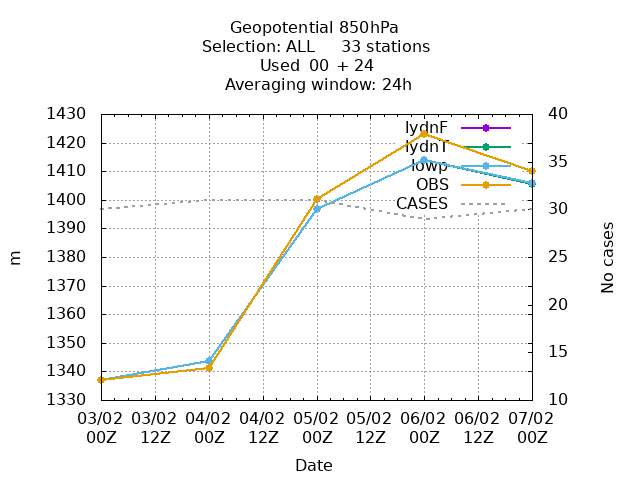 Geopotential 850hPa
Selection: ALL 33 stations
Used 00 + 24
Averaging window: 24h
1430
1420
1410
1400
1390
1380
1370
1360
1350
1340
1330
m
40
35
30
25
20
15
10
No cases
IydnF
IydnT
lowp
OBS
CASES
03/02 03/02 04/02 04/02 05/02 05/02 06/02 06/02 07/02
00Z 12Z 00Z 12Z 00Z 12Z 00Z 12Z 00Z
Date